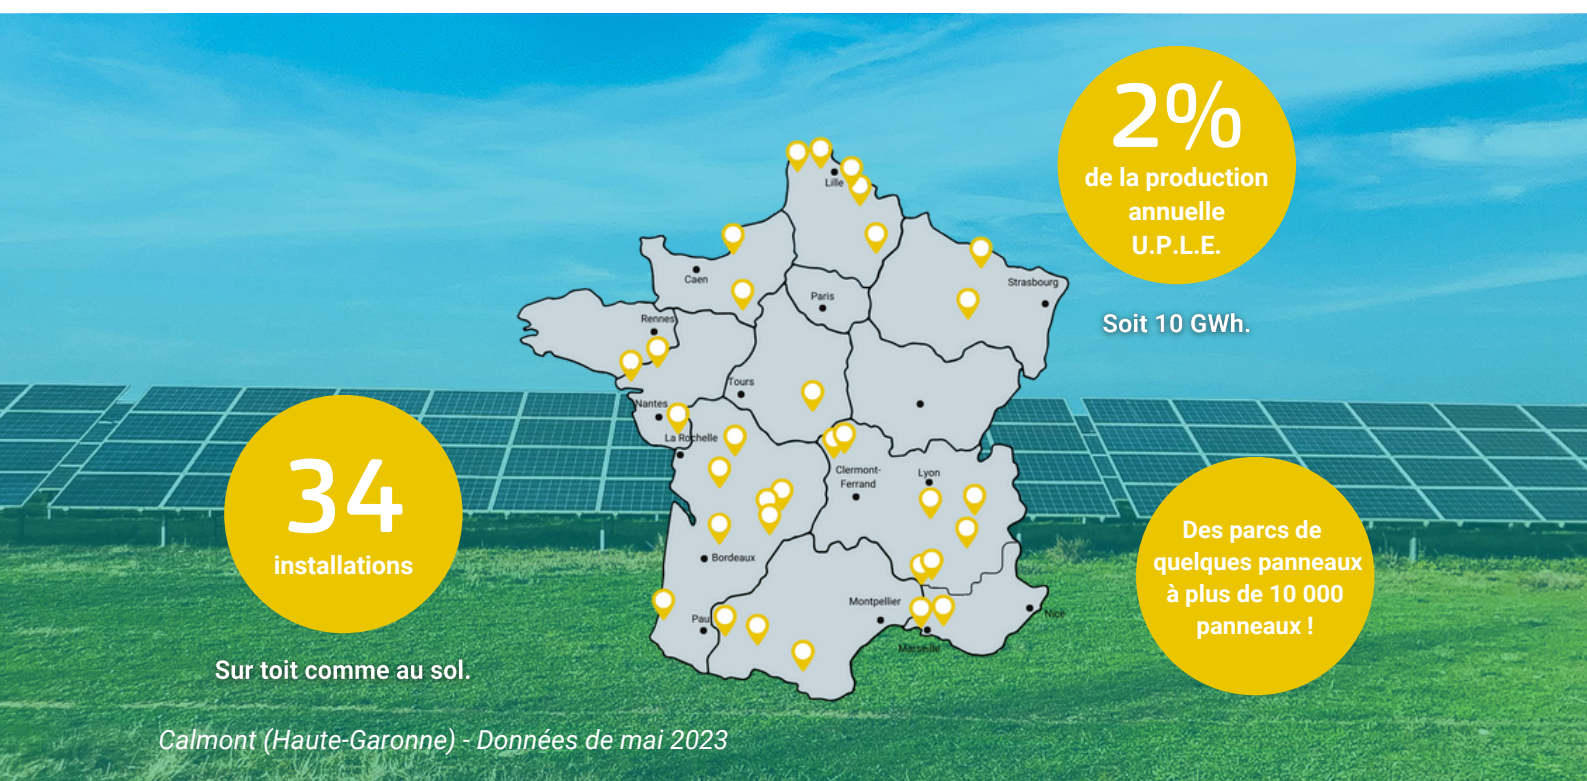 2%
de la production
annuelle
U.P.L.E.
Soit 10 GWh.
Lille
Caen
Paris
Strasbourg
Rennes
Tours
Nantes
La Rochelle
Clermont-
Ferrand
Lyon
Bordeaux
Montpellier
Pau
Nice
Marseille
34
installations
Sur toit comme au sol.
Des parcs de
quelques panneaux
à plus de 10 000
panneaux !
Calmont (Haute-Garonne) - Données de mai 2023